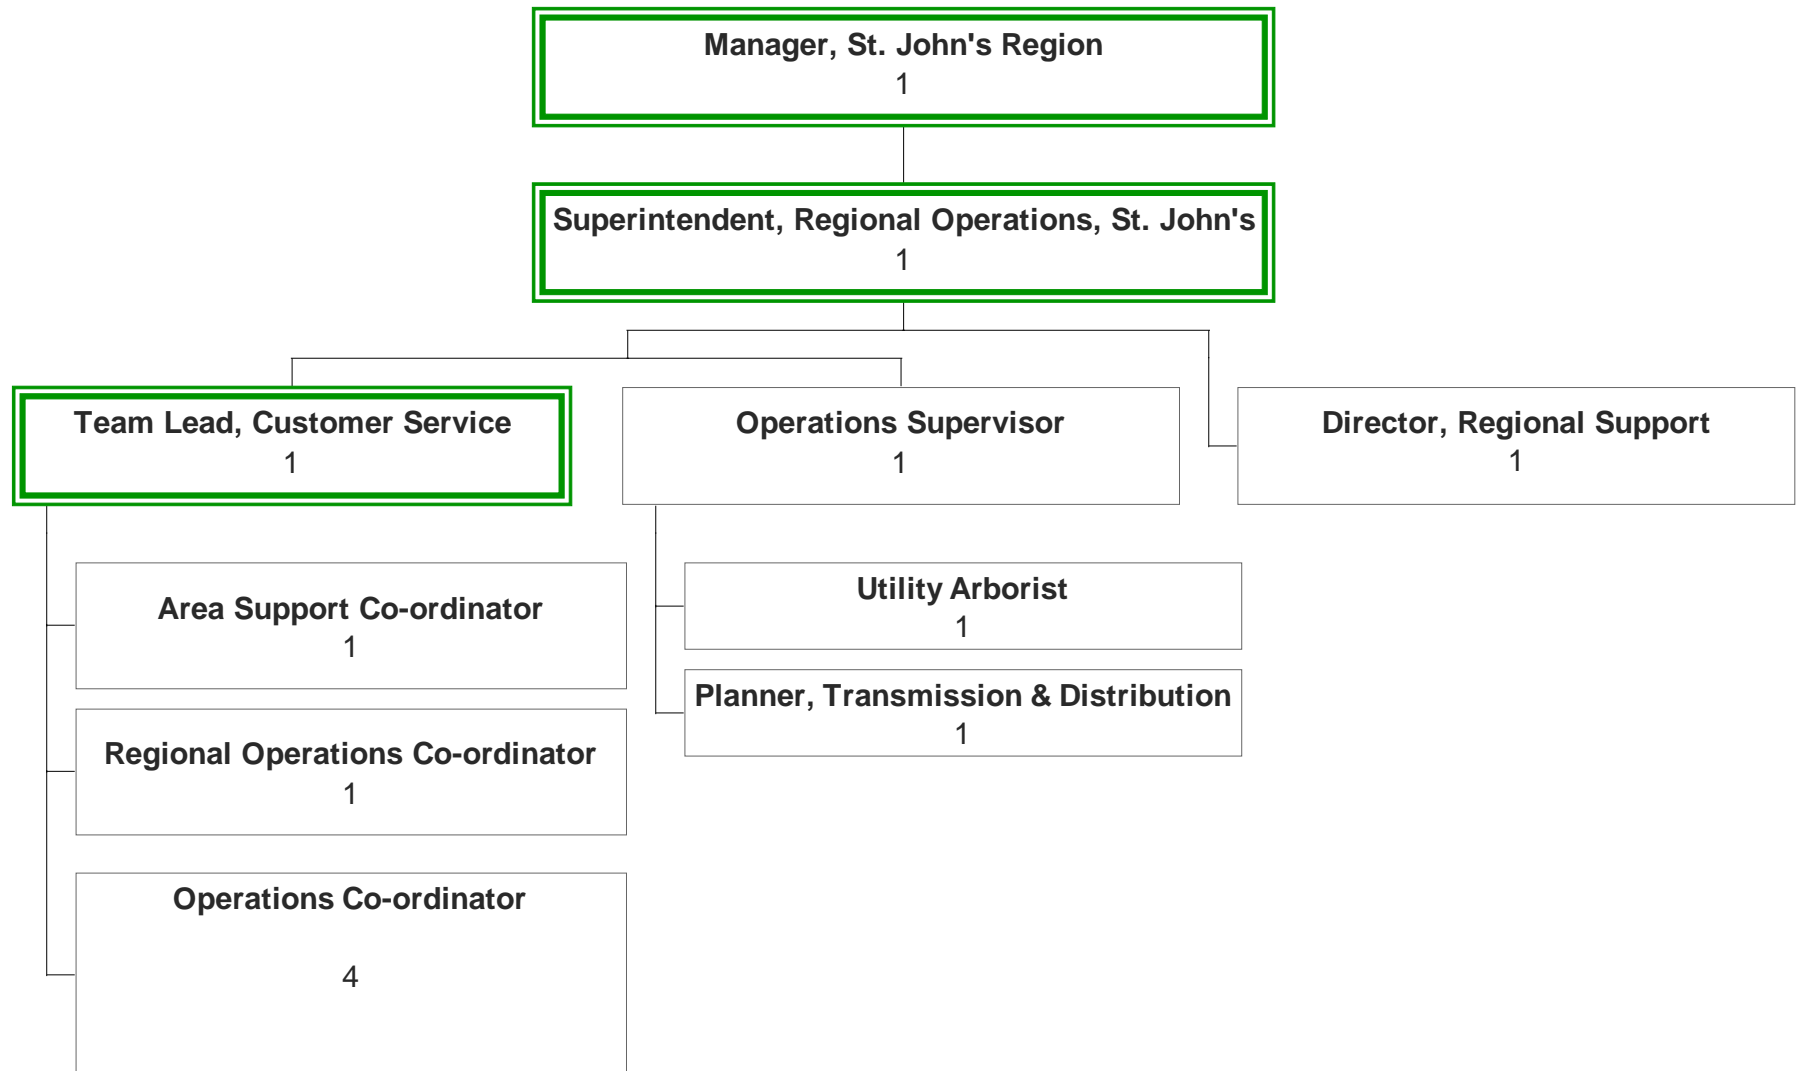 Manager, St. John's Region
1
Superintendent, Regional Operations, St. John's
1
Team Lead, Customer Service
1
Operations Supervisor
1
Director, Regional Support
1
Area Support Co-ordinator
1
Regional Operations Co-ordinator
1
Operations Co-ordinator
4
Utility Arborist
1
Planner, Transmission & Distribution
1